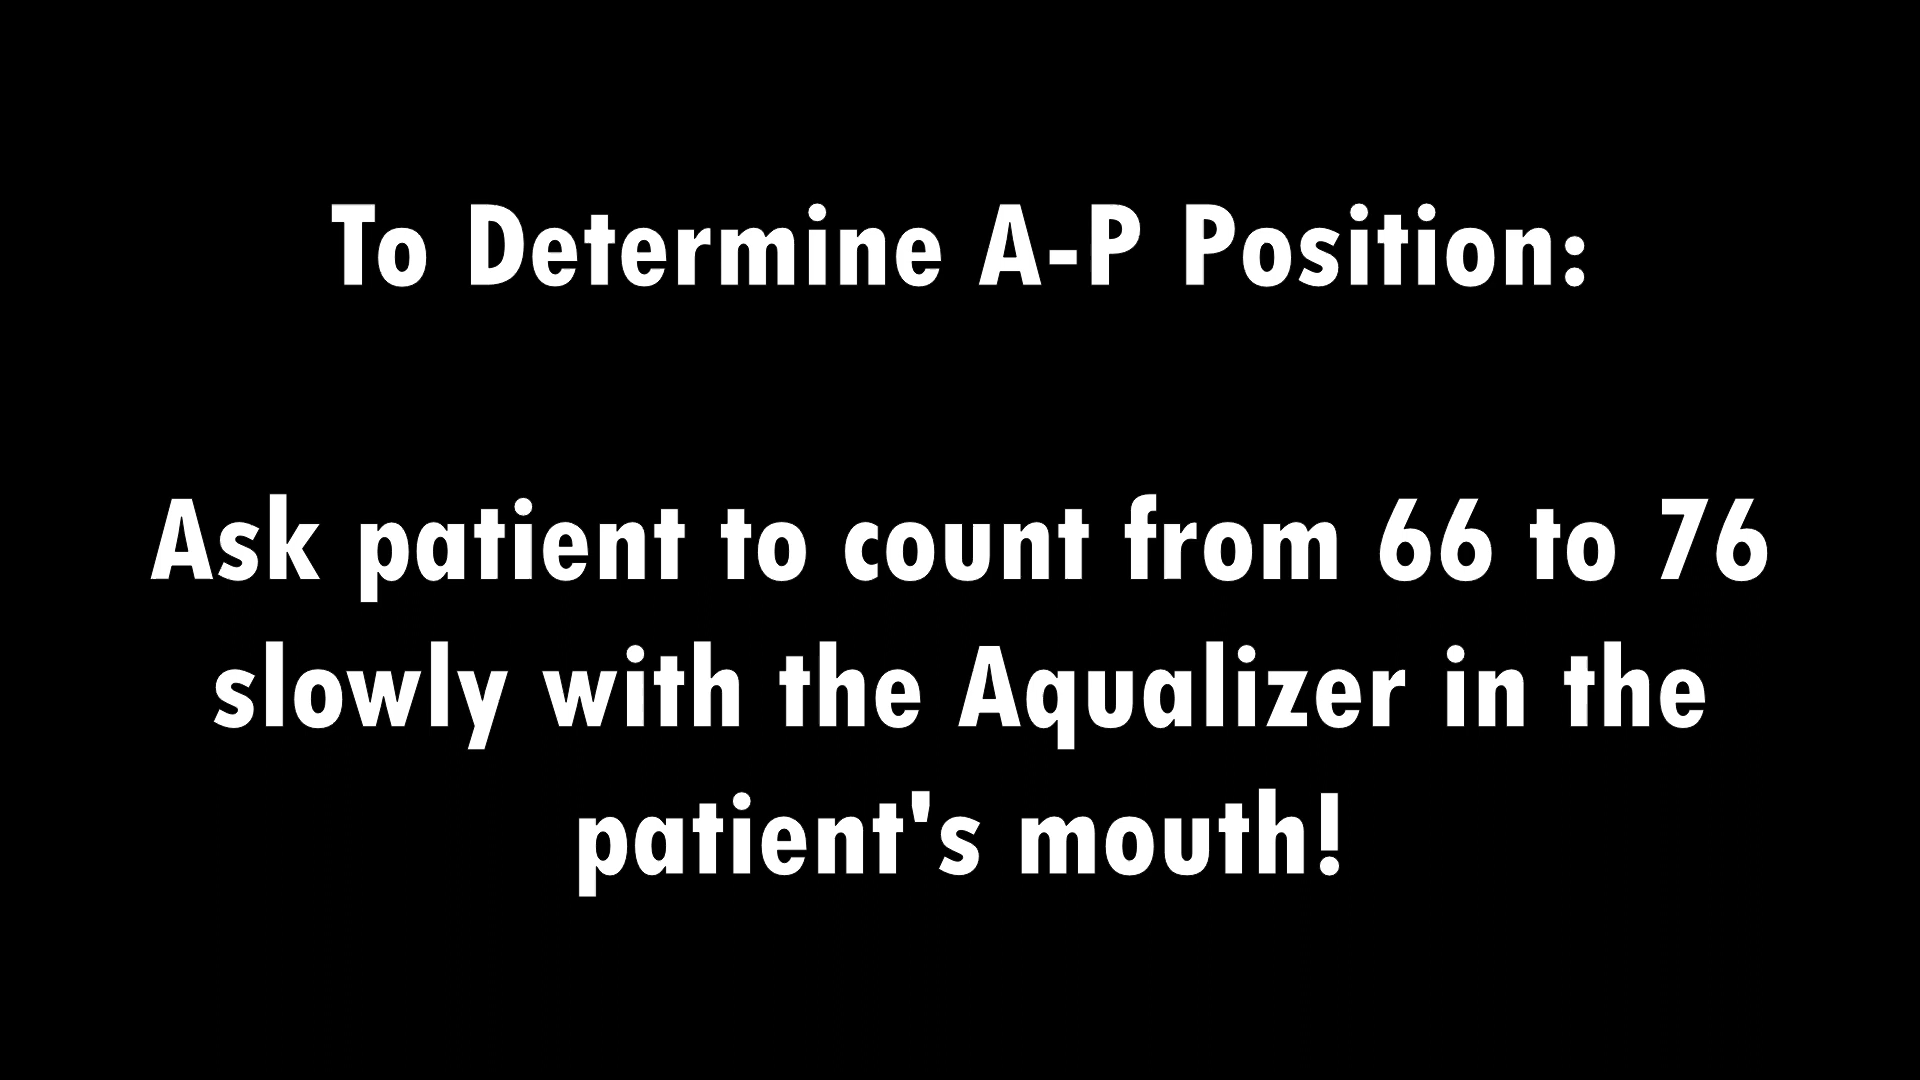 To Determine A-P Position:
Ask patient to count from 66 to 76
slowly with the Aqualizer in the
patient's mouth!